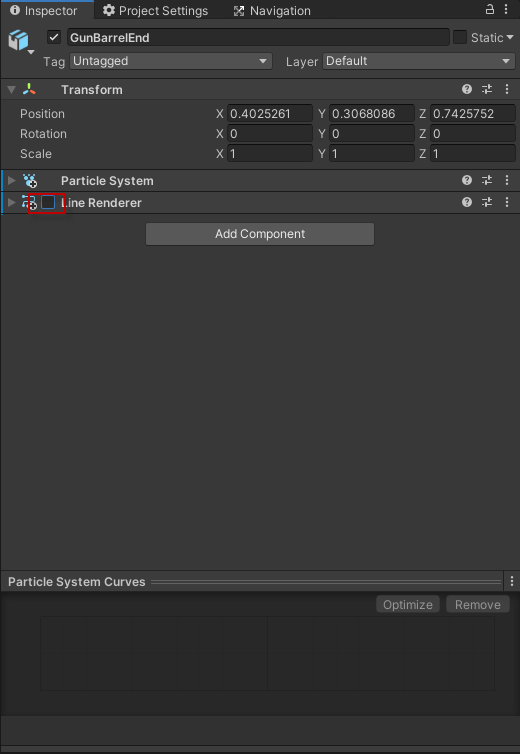 Inspector Project Settings Navigation
GunBarrelEnd Static
Tag Untagged Layer Default
Transform
Position X 0.4025261 Y 0.3068086 Z 0.7425752
Rotation X 0 Y 0 Z 0
Scale X 1 Y 1 Z 1
Particle System
Line Renderer
Add Component
Particle System Curves
Optimize Remove